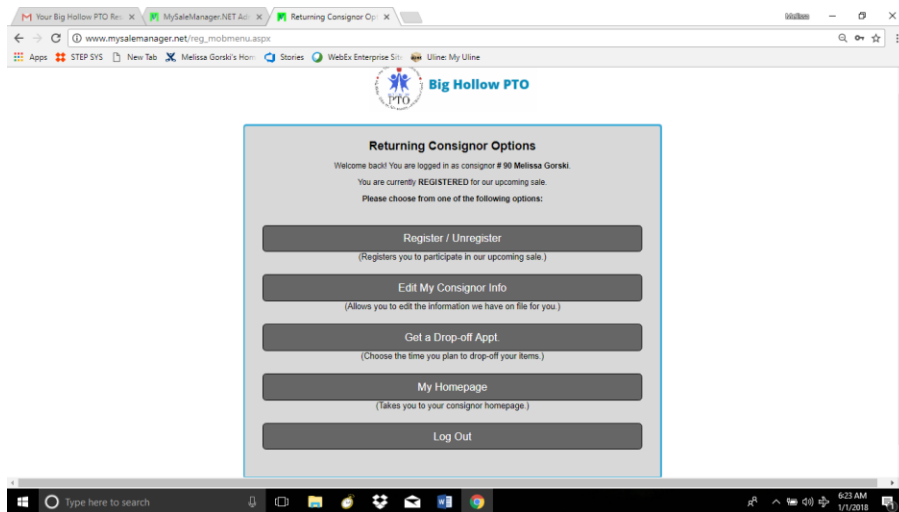 Your Big Hollow PTO Res
MySaleManager.NET Ad
Returning Consignor Op
Melissa
www.mysalemanager.net/reg_mobmenu.aspx
Apps STEP SYS New Tab Melissa Gorski's Hom Stories WebEx Enterprise Sit Uline: My Uline
PTO
Big Hollow PTO
Returning Consignor Options
Welcome back! You are logged in as consignor # 90 Melissa Gorski.
You are currently REGISTERED for our upcoming sale.
Please choose from one of the following options:
Register / Unregister
(Registers you to participate in our upcoming sale.)
Edit My Consignor Info
(Allows you to edit the information we have on file for you.)
Get a Drop-off Appt.
(Choose the time you plan to drop-off your items.)
My Homepage
(Takes you to your consignor homepage.)
Log Out
Type here to search
6:23 AM
1/1/2018